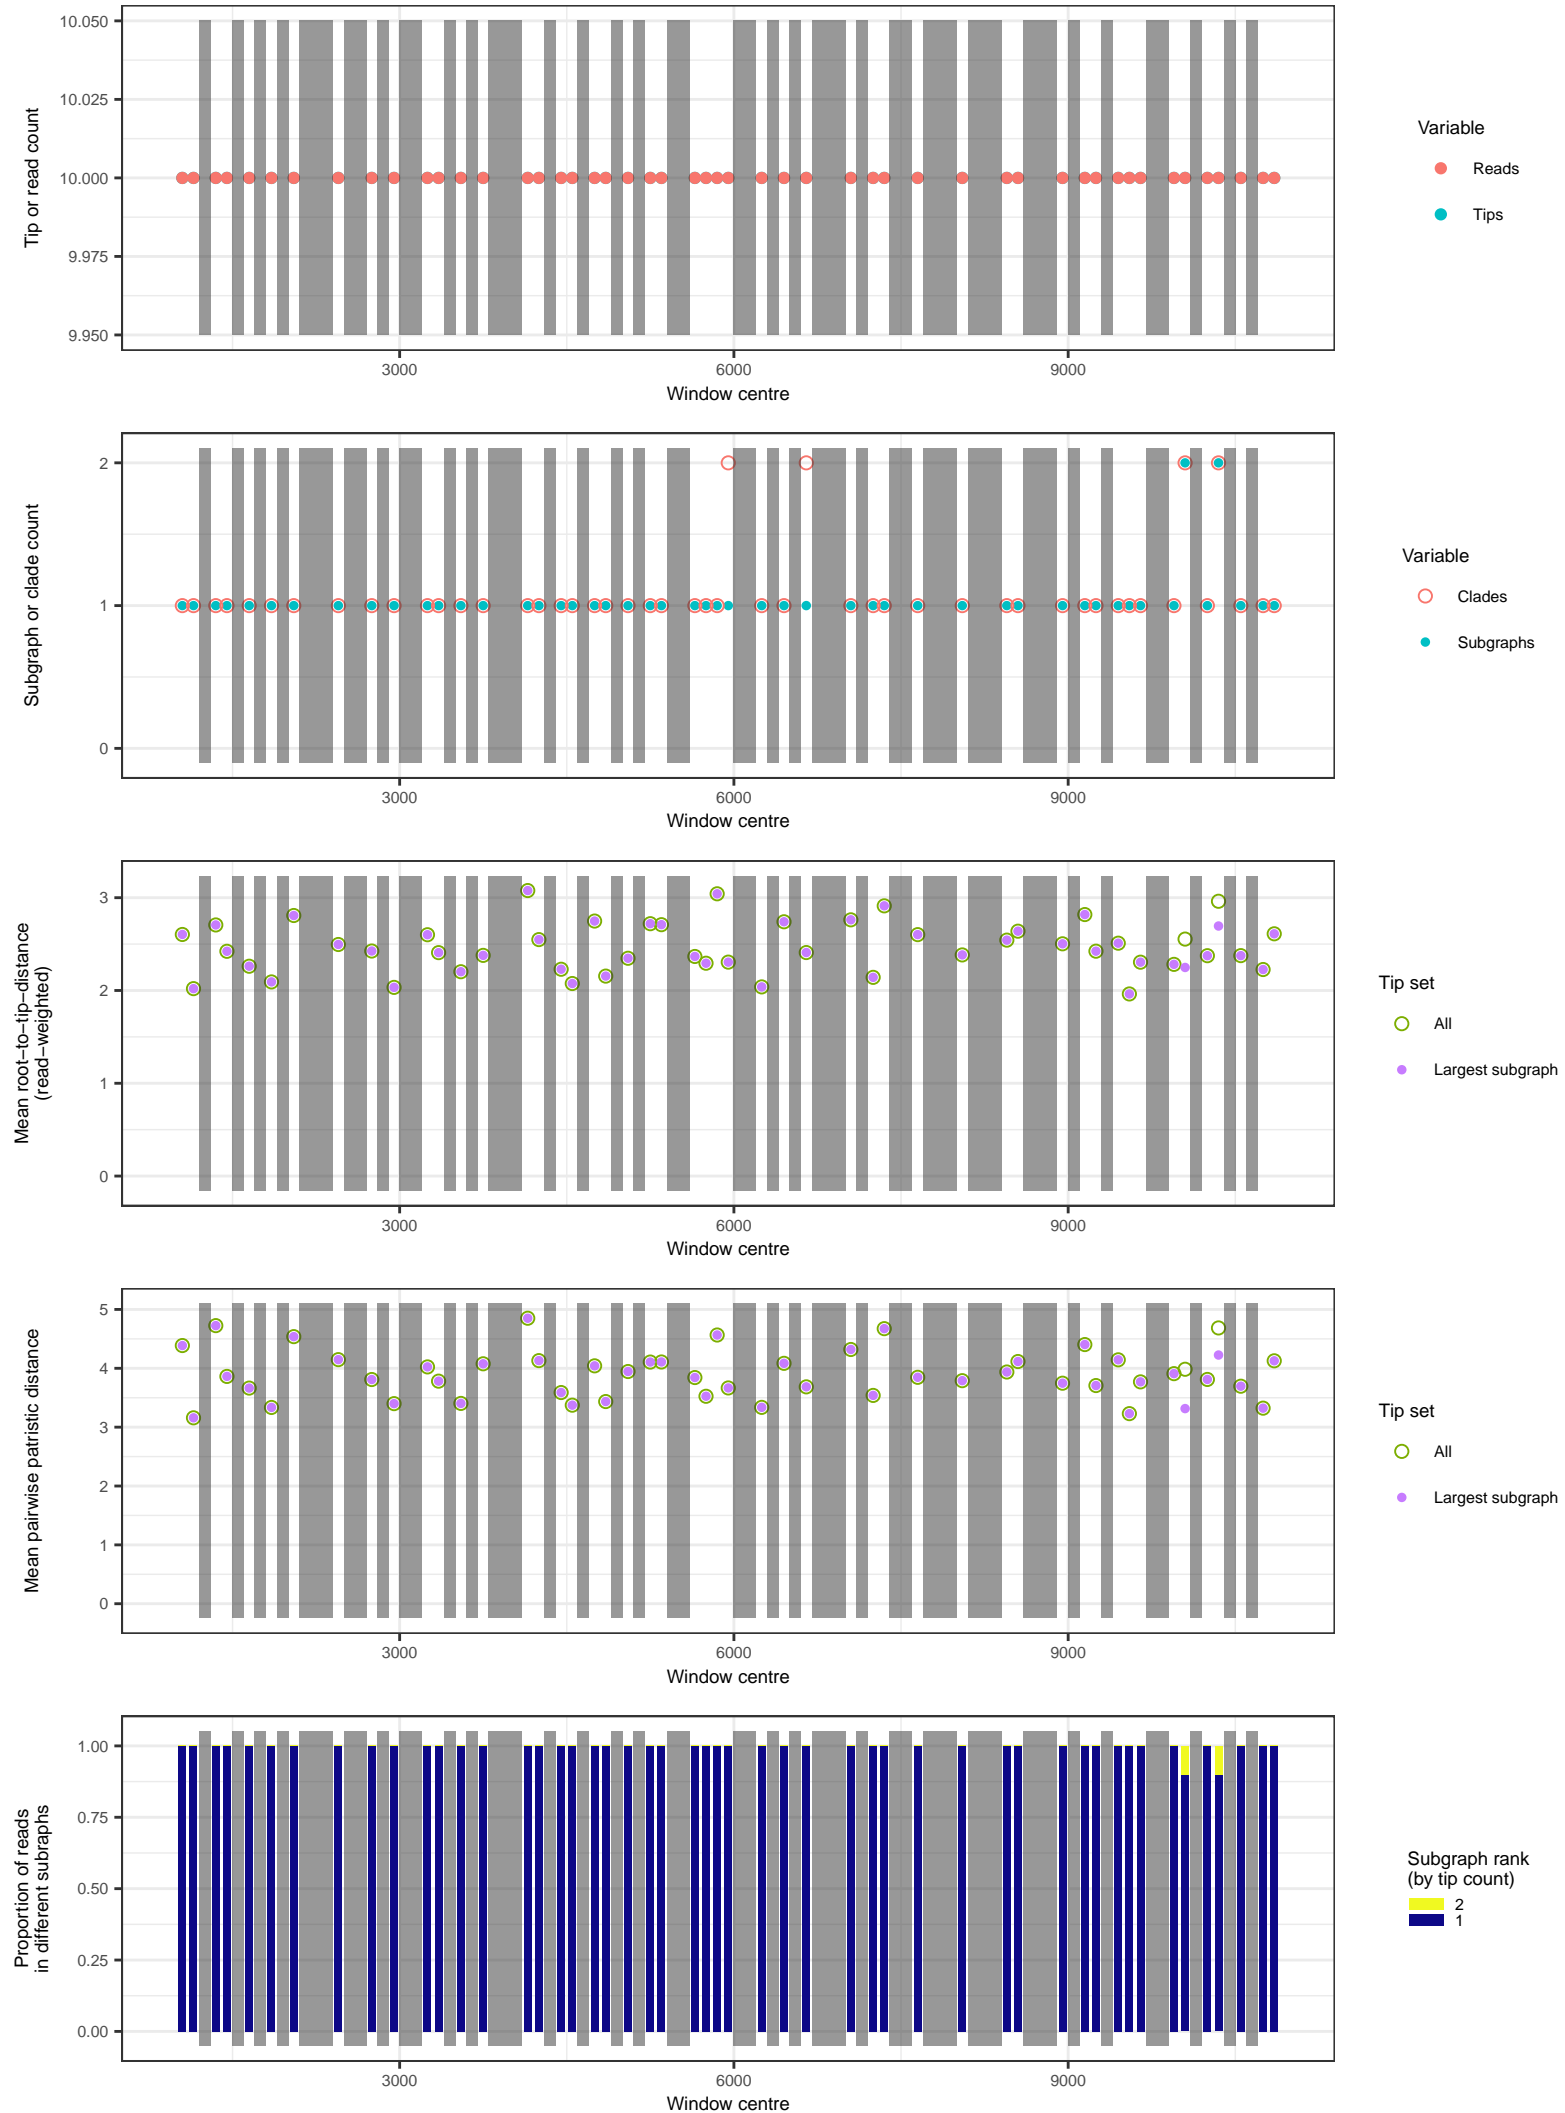 10.050
10.025
10.000
9.975
9.950
Tip or read count
3000 6000 9000
Window centre
Variable
Reads
Tips
2
1
0
Subgraph or clade count
3000 6000 9000
Window centre
Variable
Clades
Subgraphs
3
2
1
0
Mean root−to−tip−distance
(read−weighted)
3000 6000 9000
Window centre
Tip set
All
Largest subgraph
5
4
3
2
1
0
Mean pairwise patristic distance
3000 6000 9000
Window centre
Tip set
All
Largest subgraph
1.00
0.75
0.50
0.25
0.00
Proportion of reads
in different subraphs
3000 6000 9000
Window centre
Subgraph rank
(by tip count)
2
1